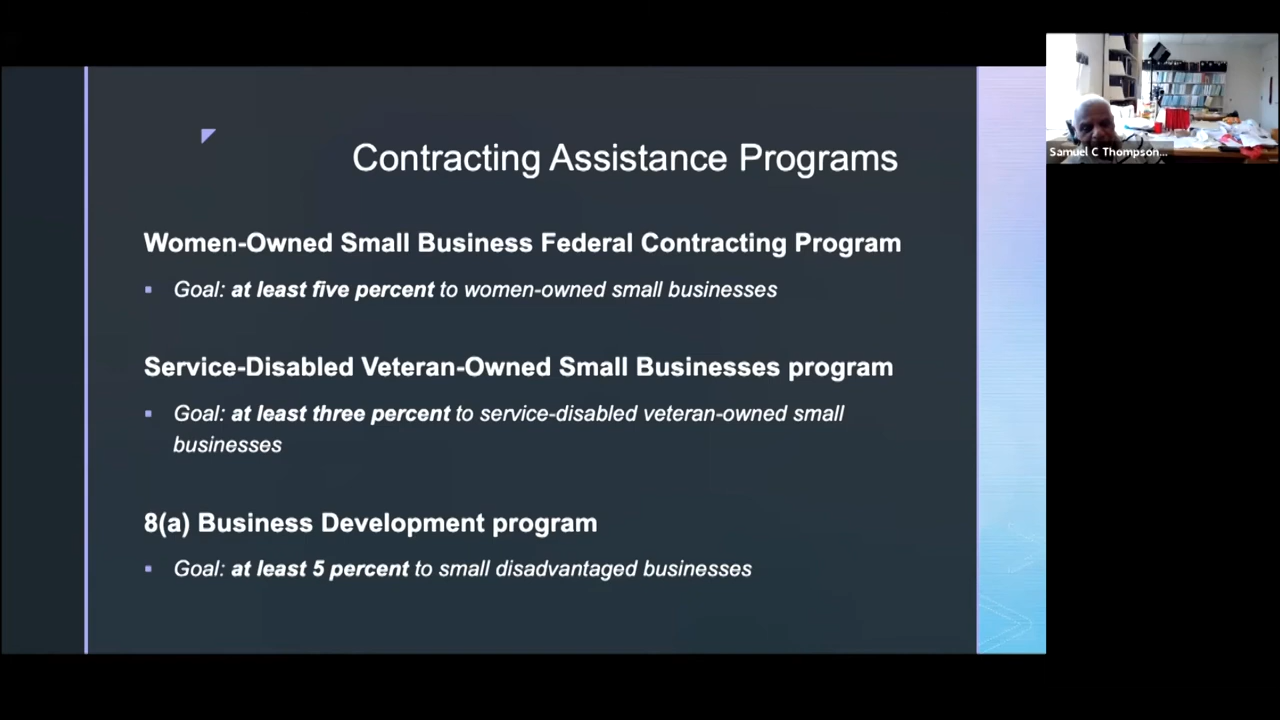 Contracting Assistance Programs
Women-Owned Small Business Federal Contracting Program
▪ Goal: at least five percent to women-owned small businesses
Service-Disabled Veteran-Owned Small Businesses program
▪ Goal: at least three percent to service-disabled veteran-owned small
businesses
8(a) Business Development program
▪ Goal: at least 5 percent to small disadvantaged businesses
Samuel C Thompson...